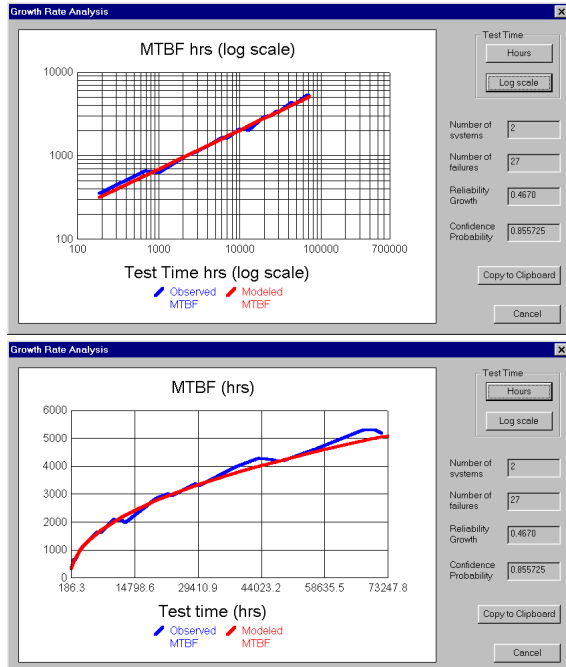 Growth Rate Analysis
MTBF hrs (log scale)
10000
1000
100
100 1000 10000 100000 700000
Test Time hrs (log scale)
Observed MTBF
Modeled MTBF
Test Time
Hours
Log scale
Number of systems 2
Number of failures 27
Reliability Growth 0.4670
Confidence Probability 0.855725
Copy to Clipboard
Cancel
Growth Rate Analysis
MTBF (hrs)
6000
5000
4000
3000
2000
1000
0
186.3 14798.6 29410.9 44023.2 58635.5 73247.8
Test time (hrs)
Observed MTBF
Modeled MTBF
Test Time
Hours
Log scale
Number of systems 2
Number of failures 27
Reliability Growth 0.4670
Confidence Probability 0.855725
Copy to Clipboard
Cancel